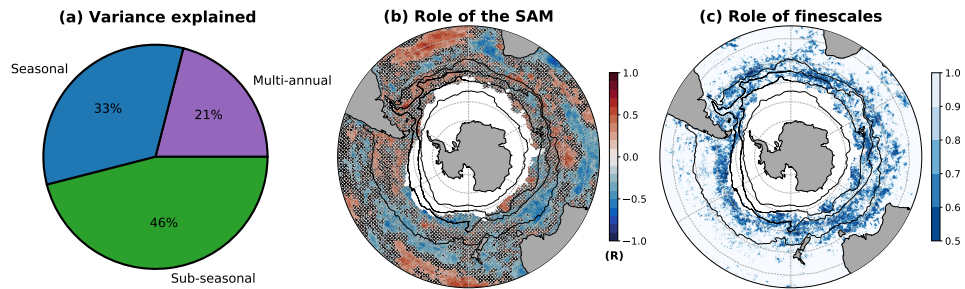 (a) Variance explained
Seasonal
33%
Multi-annual
21%
46%
Sub-seasonal
(b) Role of the SAM
1.0
0.5
0.0
−0.5
−1.0
(R)
(c) Role of finescales
1.0
0.9
0.8
0.7
0.6
0.5